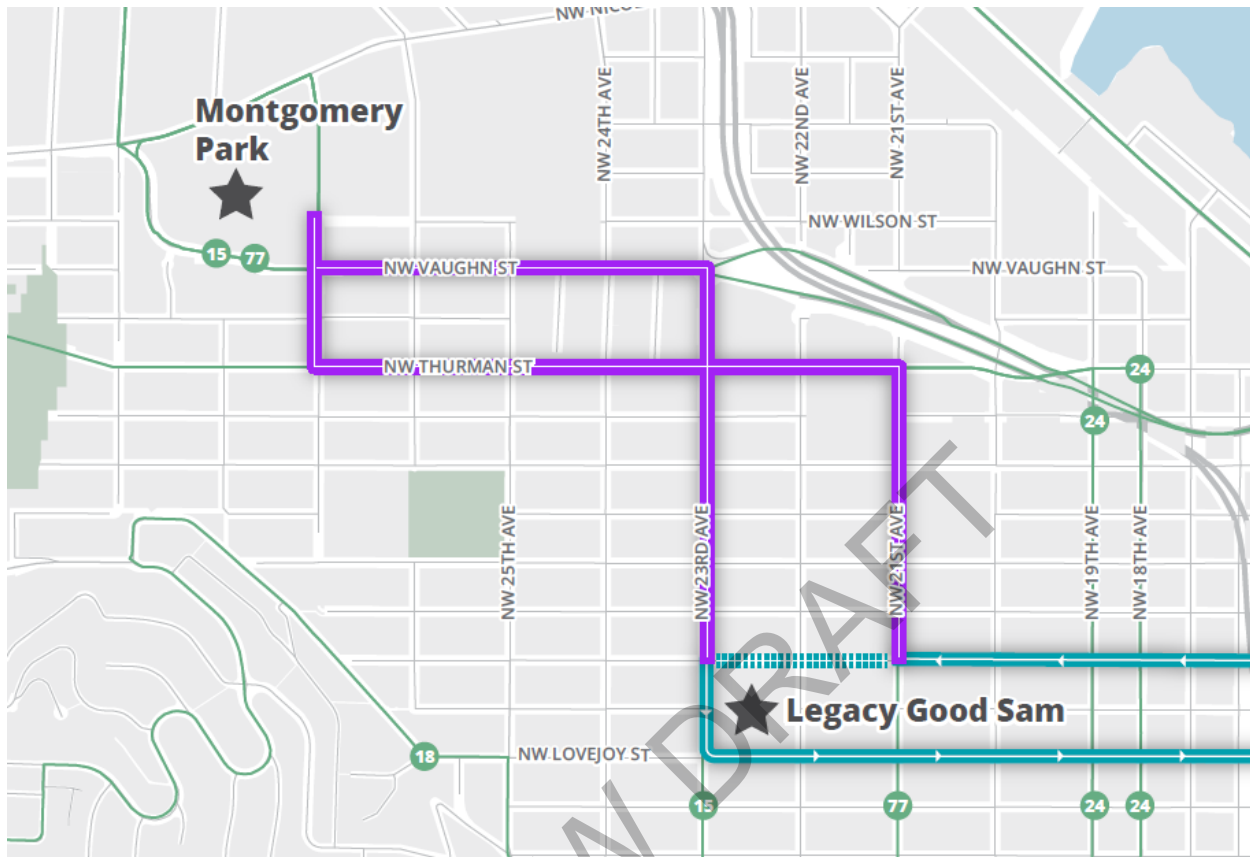 NW NICOL
Montgomery
Park
NW 24TH AVE
NW 22ND AVE
NW 21ST AVE
NW WILSON ST
15
77
NW VAUGHN ST
NW VAUGHN ST
NW THURMAN ST
24
24
NW 25TH AVE
NW 23RD AVE
NW 21ST AVE
NW 19TH AVE
NW 18TH AVE
W DRAFT
Legacy Good Sam
18
NW LOVEJOY ST
15
77
24
24